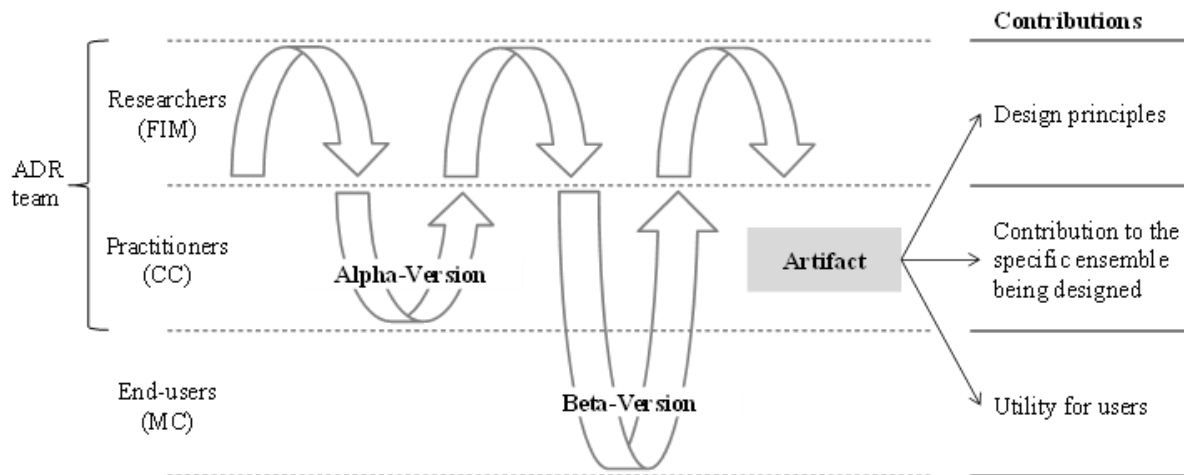 Contributions
Researchers
(FIM)
Design principles
ADR
team
Practitioners
(CC)
Alpha-Version
Artifact
Contribution to the
specific ensemble
being designed
End-users
(MC)
Beta-Version
Utility for users